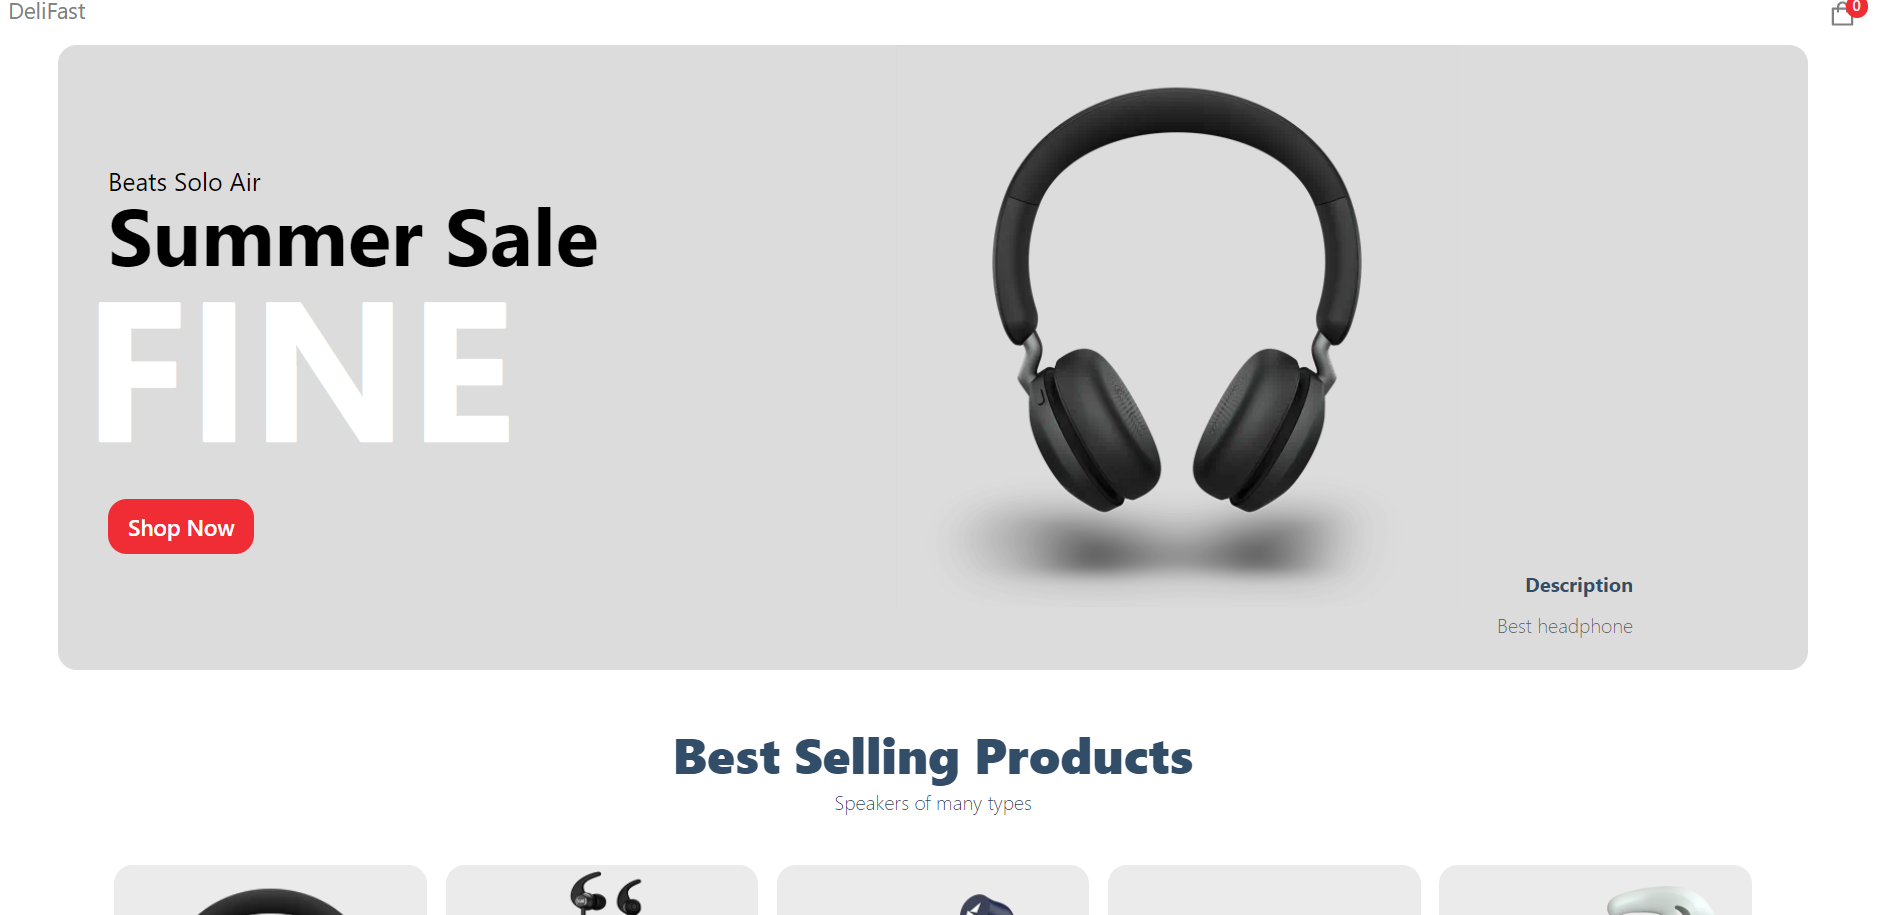 DeliFast
0
Beats Solo Air
Summer Sale
FINE
Shop Now
Description
Best headphone
Best Selling Products
Speakers of many types